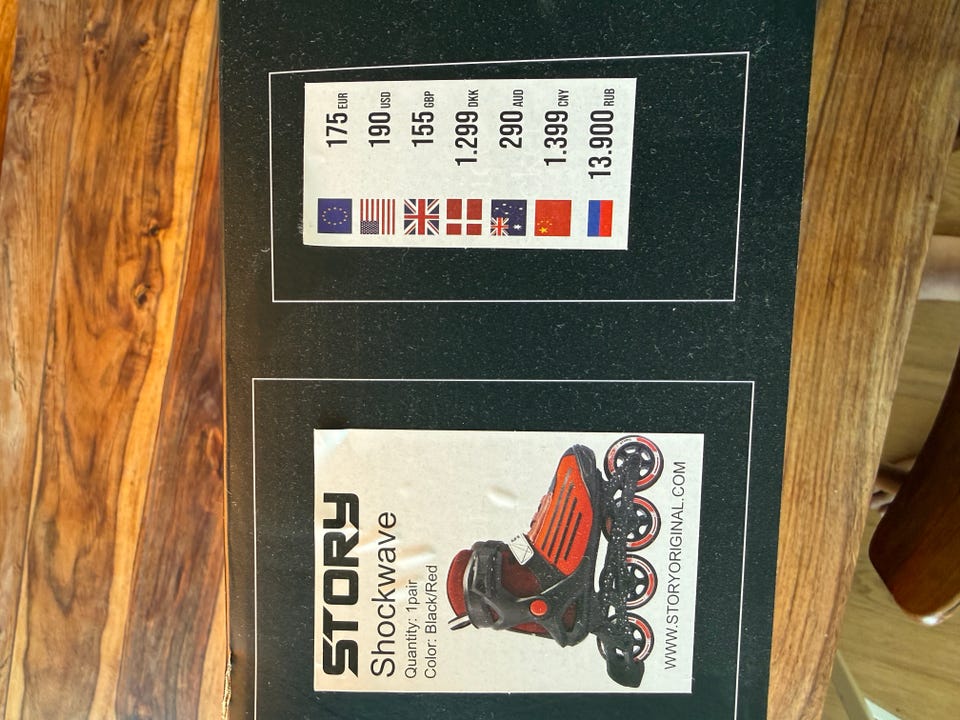 STORY
Shockwave
Quantity: 1pair
Color: Black/Red
WWW.STORYORIGINAL.COM
175 EUR
190 USD
155 GBP
1.299 DKK
290 AUD
1.399 CNY
13.900 RUB